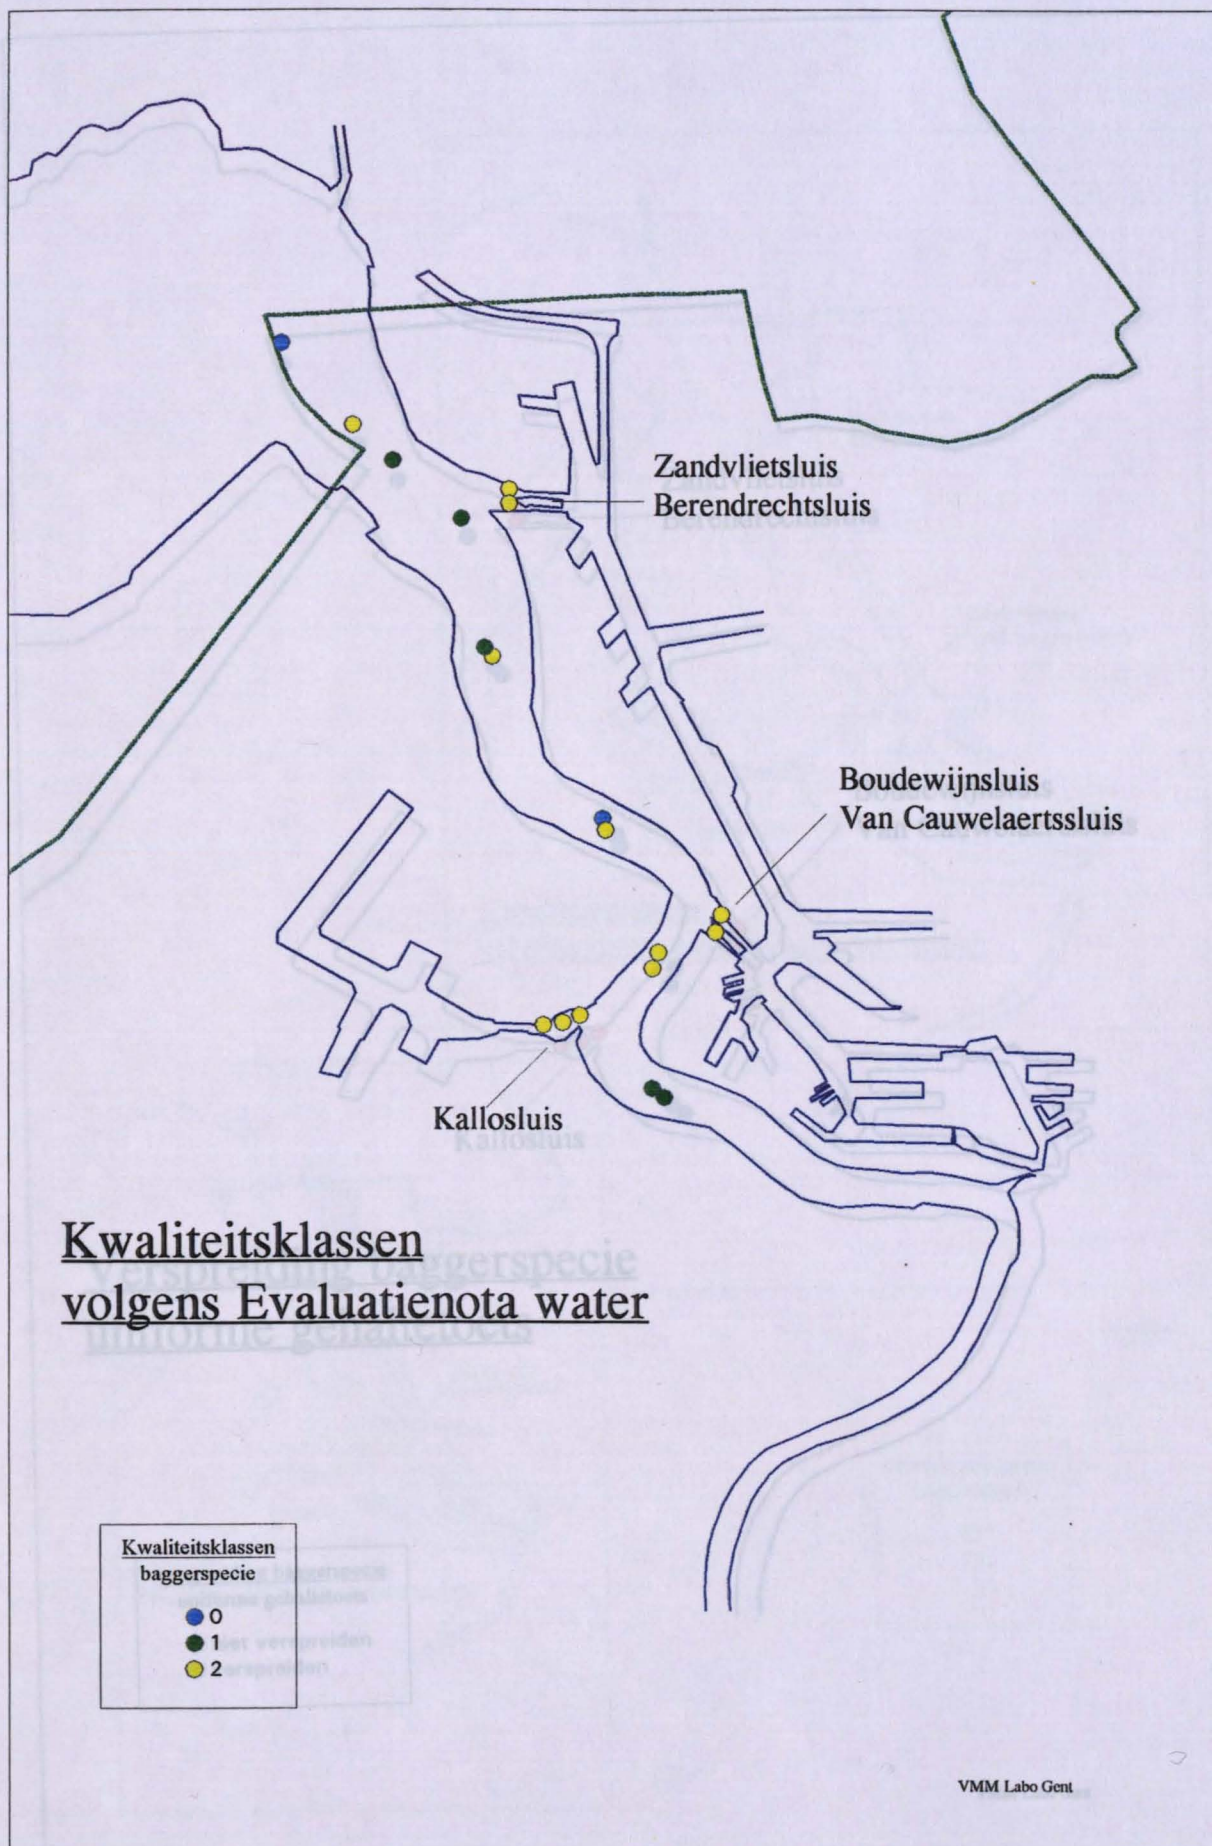 Zandvlietsluis
Berendrechtsluis
Boudewijnsluis
Van Cauwelaertssluis
Kallosluis
Kwaliteitsklassen
volgens Evaluatienota water
Kwaliteitsklassen
baggerspecie
0
1
2
VMM Labo Gent